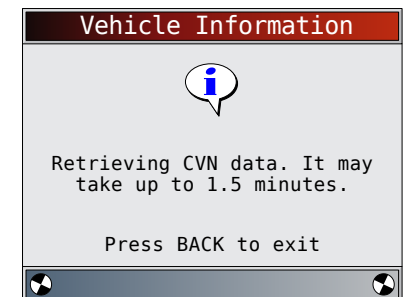 Vehicle Information
i
Retrieving CVN data. It may
take up to 1.5 minutes.
Press BACK to exit